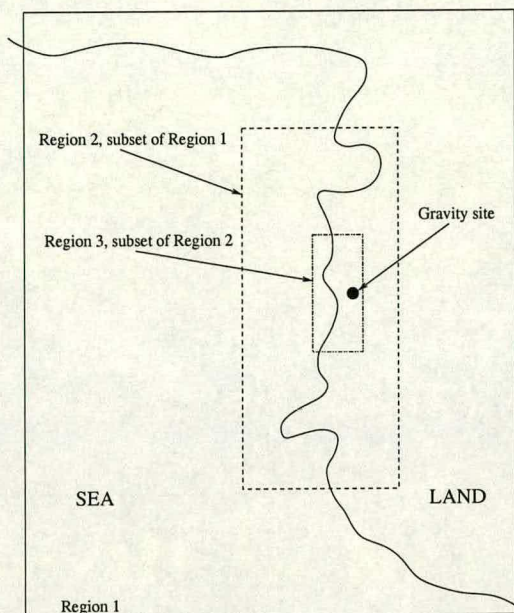 Region 2, subset of Region 1
Gravity site
Region 3, subset of Region 2
SEA
LAND
Region 1